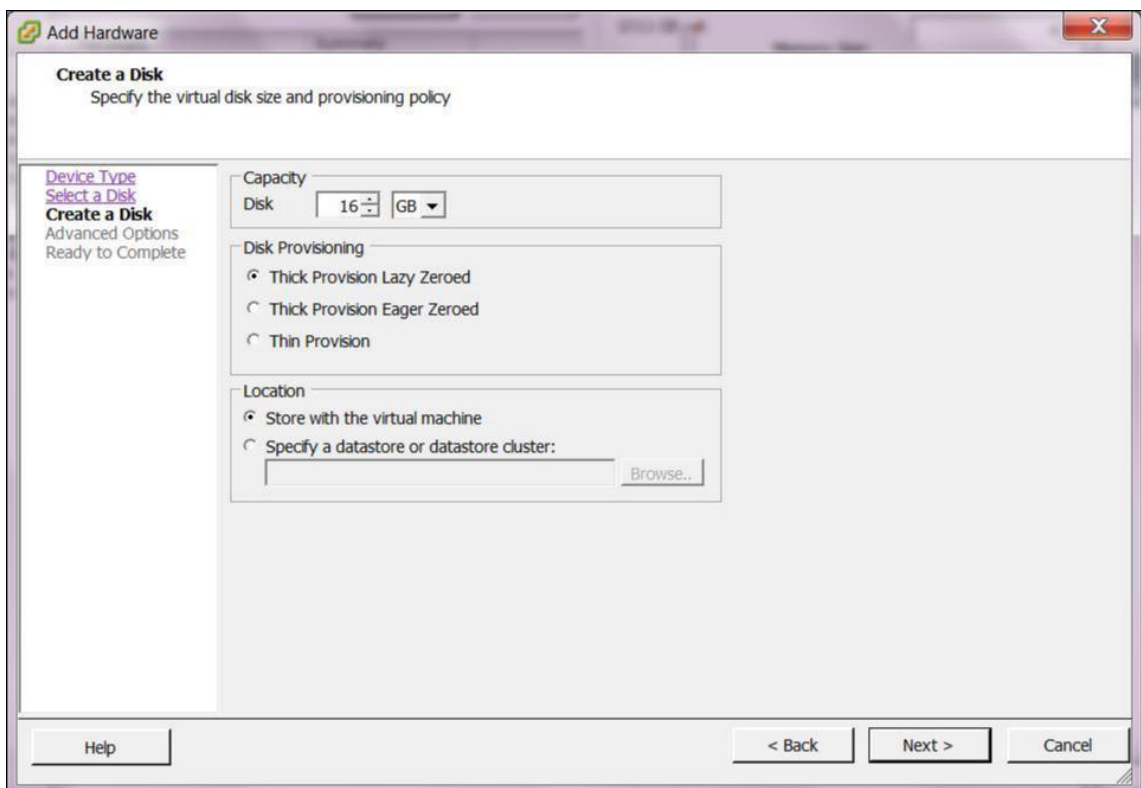 Add Hardware
Create a Disk
Specify the virtual disk size and provisioning policy
Device Type
Select a Disk
Create a Disk
Advanced Options
Ready to Complete
Capacity
Disk 16 GB
Disk Provisioning
Thick Provision Lazy Zeroed
Thick Provision Eager Zeroed
Thin Provision
Location
Store with the virtual machine
Specify a datastore or datastore cluster:
Browse..
Help
< Back
Next >
Cancel